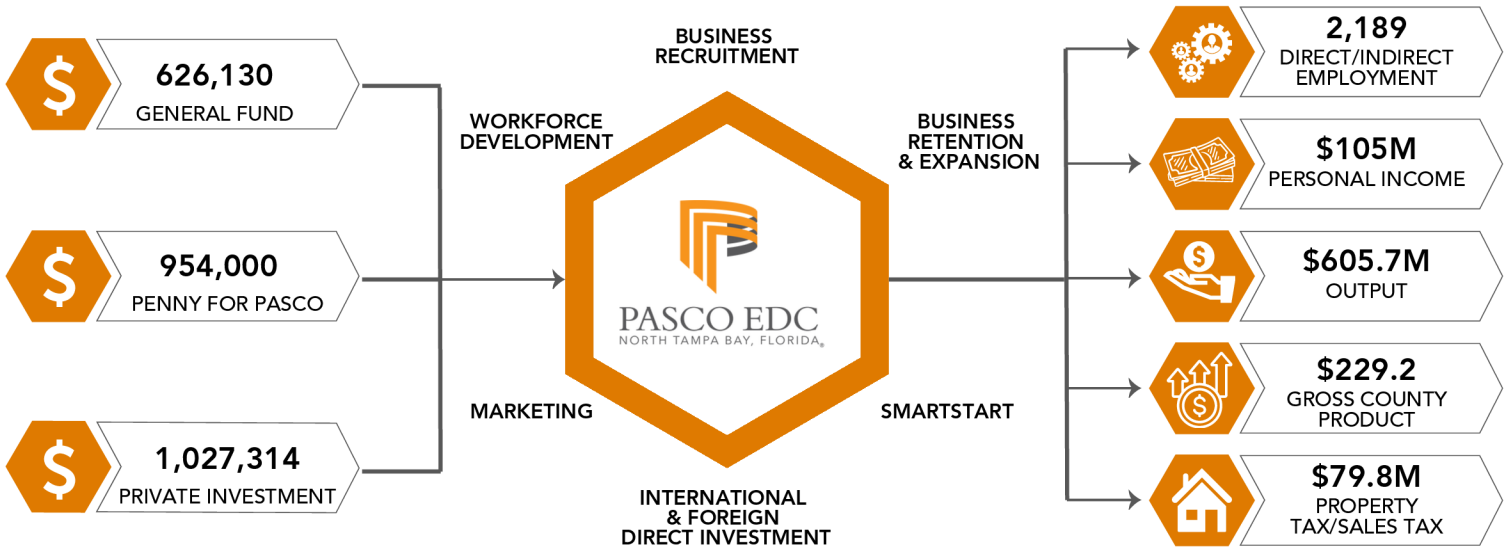 $
626,130
GENERAL FUND
$
954,000
PENNY FOR PASCO
$
1,027,314
PRIVATE INVESTMENT
BUSINESS
RECRUITMENT
WORKFORCE
DEVELOPMENT
BUSINESS
RETENTION
& EXPANSION
PASCO EDC
NORTH TAMPA BAY, FLORIDA®
MARKETING
SMARTSTART
INTERNATIONAL
& FOREIGN
DIRECT INVESTMENT
2,189
DIRECT/INDIRECT
EMPLOYMENT
$105M
PERSONAL INCOME
$
$605.7M
OUTPUT
$
$229.2
GROSS COUNTY
PRODUCT
$79.8M
PROPERTY
TAX/SALES TAX